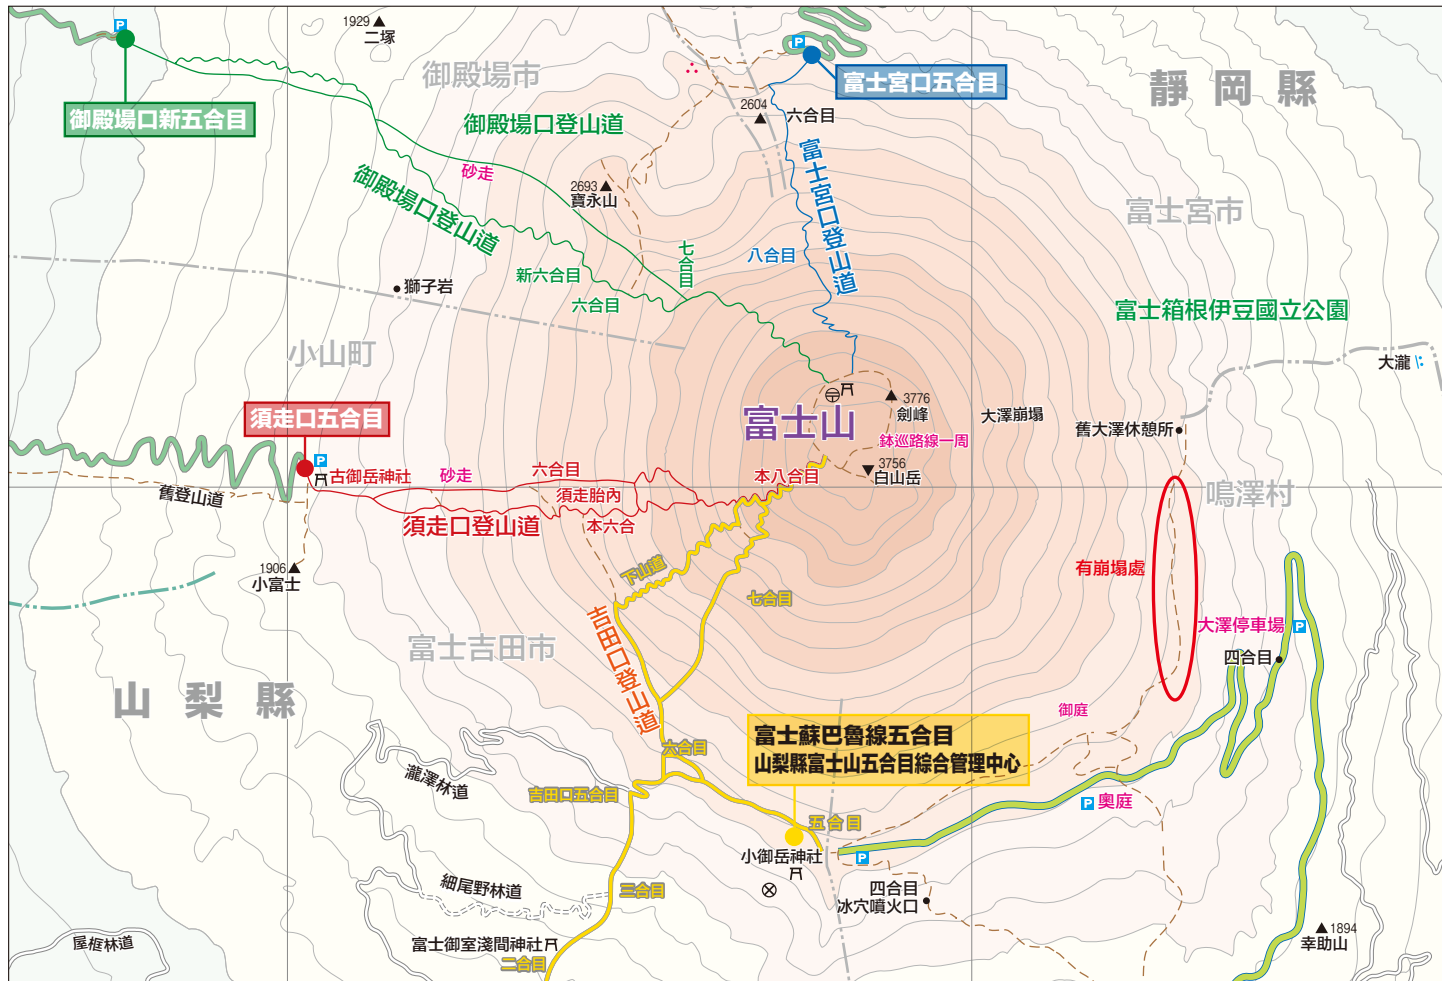 1929
二塚
P
P
御殿場市
富士宮口五合目
靜岡縣
御殿場口新五合目
2604
六合目
御殿場口登山道
富士宮口登山道
砂走
御殿場口登山道
2693
寶永山
富士宮市
七合目
八合目
新六合目
獅子岩
六合目
富士箱根伊豆國立公園
小山町
大瀧
3776
劍峰
須走口五合目
富士山
大澤崩塌
舊大澤休憩所
鉢巡路線一周
P
3756
白山岳
古御岳神社
砂走
六合目
本八合目
舊登山道
須走胎內
鳴澤村
須走口登山道
本六合
1906
小富士
下山道
有崩塌處
七合目
吉田口登山道
大澤停車場
P
富士吉田市
四合目
山梨縣
御庭
富士蘇巴魯線五合目
山梨縣富士山五合目綜合管理中心
六合目
瀧澤林道
吉田口五合目
P
奧庭
五合目
小御岳神社
P
細尾野林道
三合目
四合目
冰穴噴火口
1894
幸助山
屋框林道
富士御室淺間神社
二合目